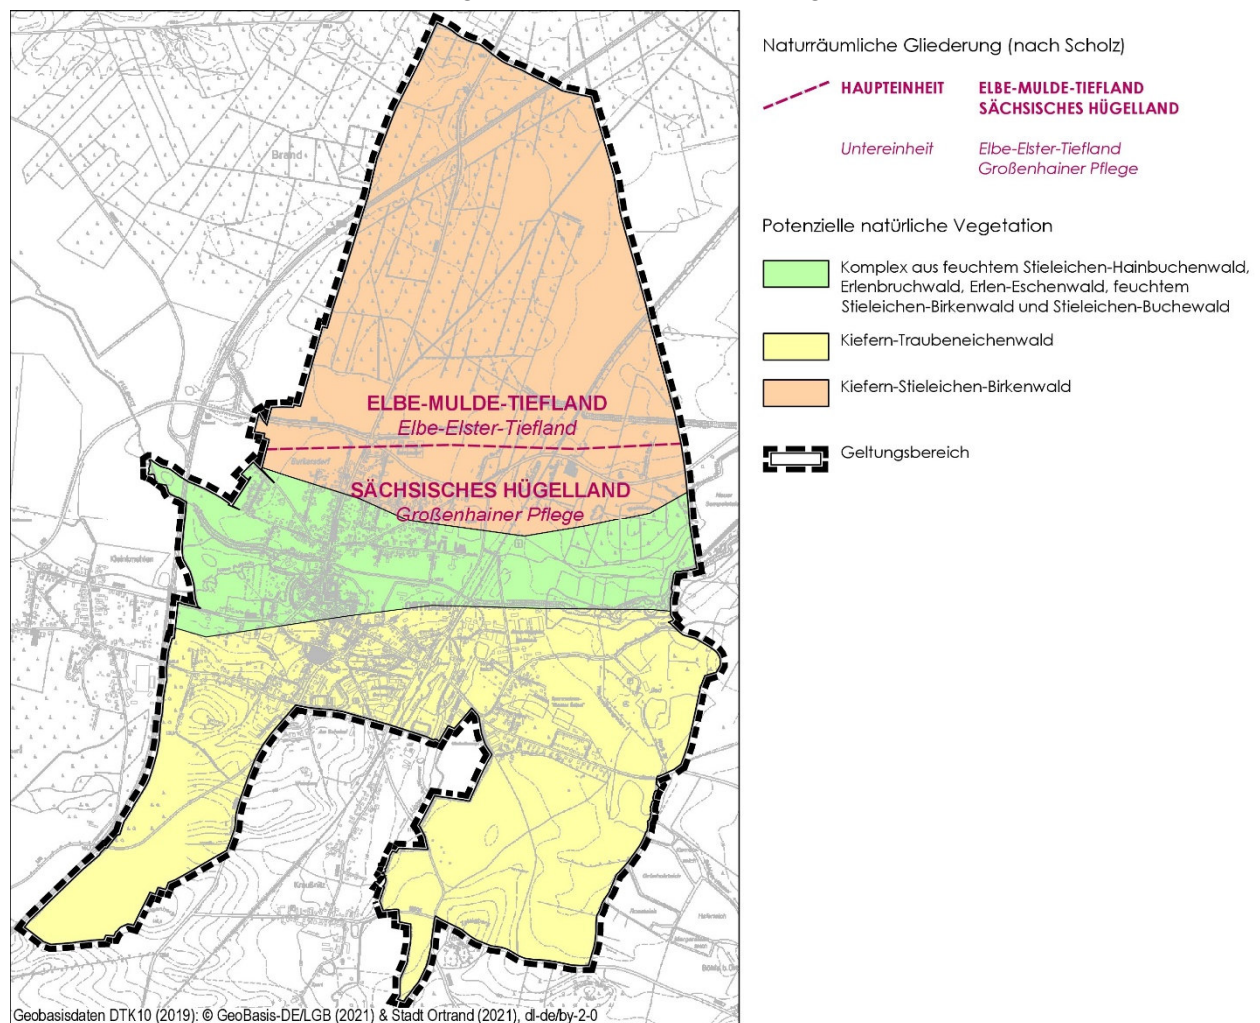 Naturräumliche Gliederung (nach Scholz)
HAUPTEINHEIT
ELBE-MULDE-TIEFLAND
SÄCHSISCHES HÜGELLAND
Untereinheit
Elbe-Elster-Tiefland
Großenhainer Pflege
Potenzielle natürliche Vegetation
Komplex aus feuchtem Stieleichen-Hainbuchenwald,
Erlenbruchwald, Erlen-Eschenwald, feuchtem
Stieleichen-Birkenwald und Stieleichen-Buchewald
Kiefern-Traubeneichenwald
Kiefern-Stieleichen-Birkenwald
Geltungsbereich
Brand
ELBE-MULDE-TIEFLAND
Elbe-Elster-Tiefland
Burkersdorf
SÄCHSISCHES HÜGELLAND
Großenhainer Pflege
Kleinkmehlen
Kraußnitz
Geobasisdaten DTK10 (2019): © GeoBasis-DE/LGB (2021) & Stadt Ortrand (2021), dl-de/by-2-0